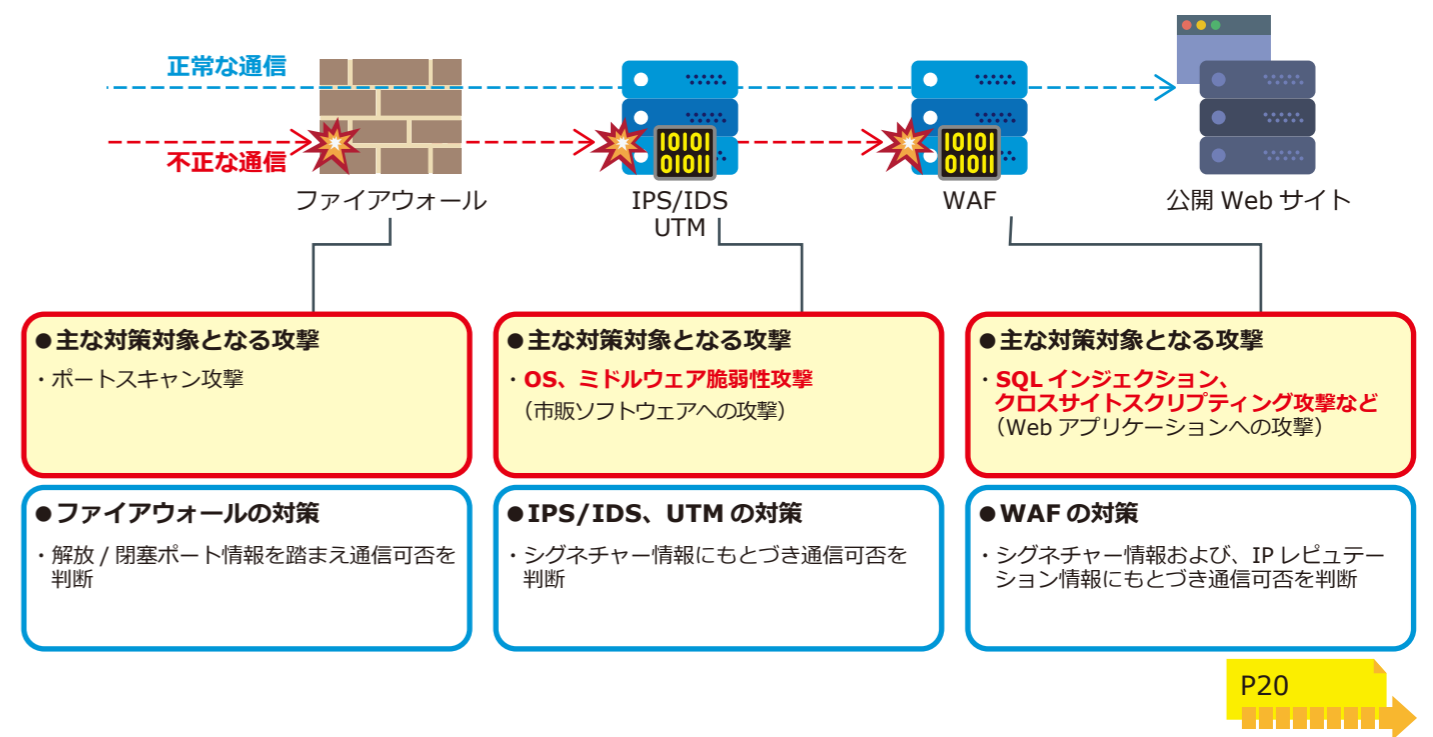 正常な通信
不正な通信
10101
01011
10101
01011
ファイアウォール
IPS/IDS
UTM
WAF
公開 Web サイト
●主な対策対象となる攻撃
・ポートスキャン攻撃
●主な対策対象となる攻撃
・OS、ミドルウェア脆弱性攻撃
（市販ソフトウェアへの攻撃）
●主な対策対象となる攻撃
・SQL インジェクション、
クロスサイトスクリプティング攻撃など
（Web アプリケーションへの攻撃）
●ファイアウォールの対策
・解放 / 閉塞ポート情報を踏まえ通信可否を
判断
●IPS/IDS、UTM の対策
・シグネチャー情報にもとづき通信可否を
判断
●WAF の対策
・シグネチャー情報および、IP レピュテー
ション情報にもとづき通信可否を判断
P20